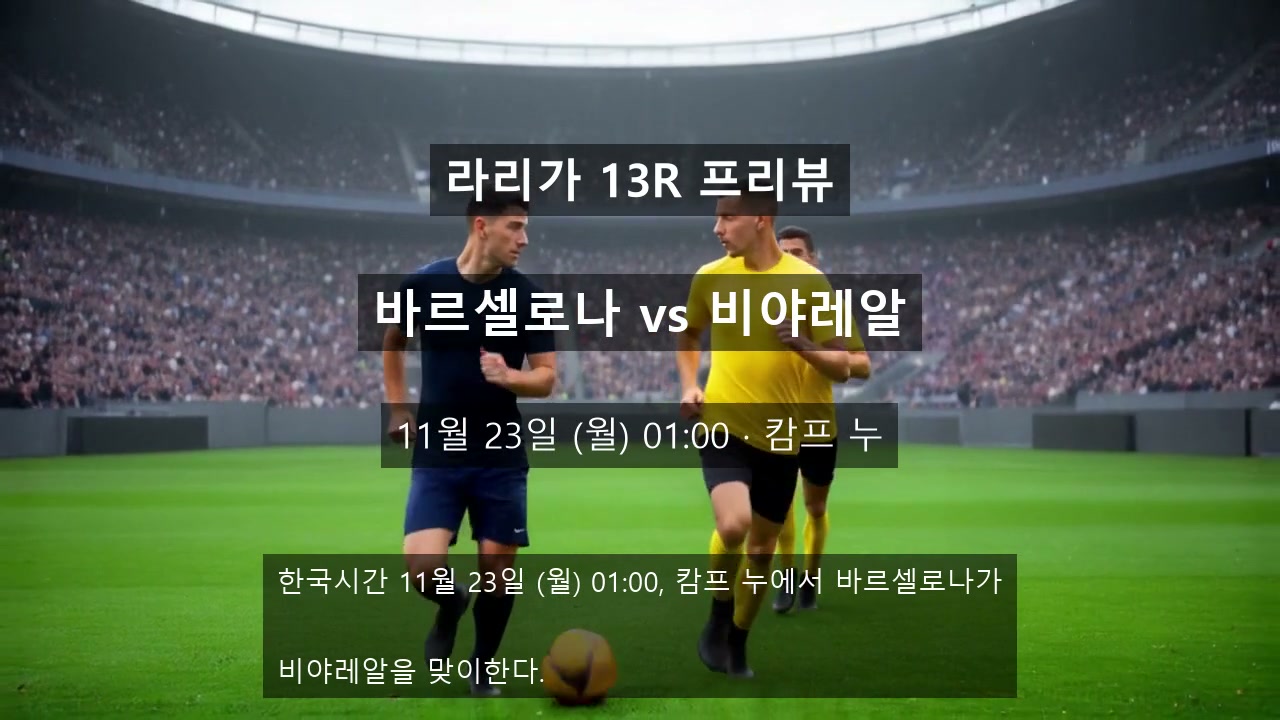 라리가 13R 프리뷰
바르셀로나 vs 비야레알
11월 23일 (월) 01:00 · 캄프 누
한국시간 11월 23일 (월) 01:00, 캄프 누에서 바르셀로나가
비야레알을 맞이한다.